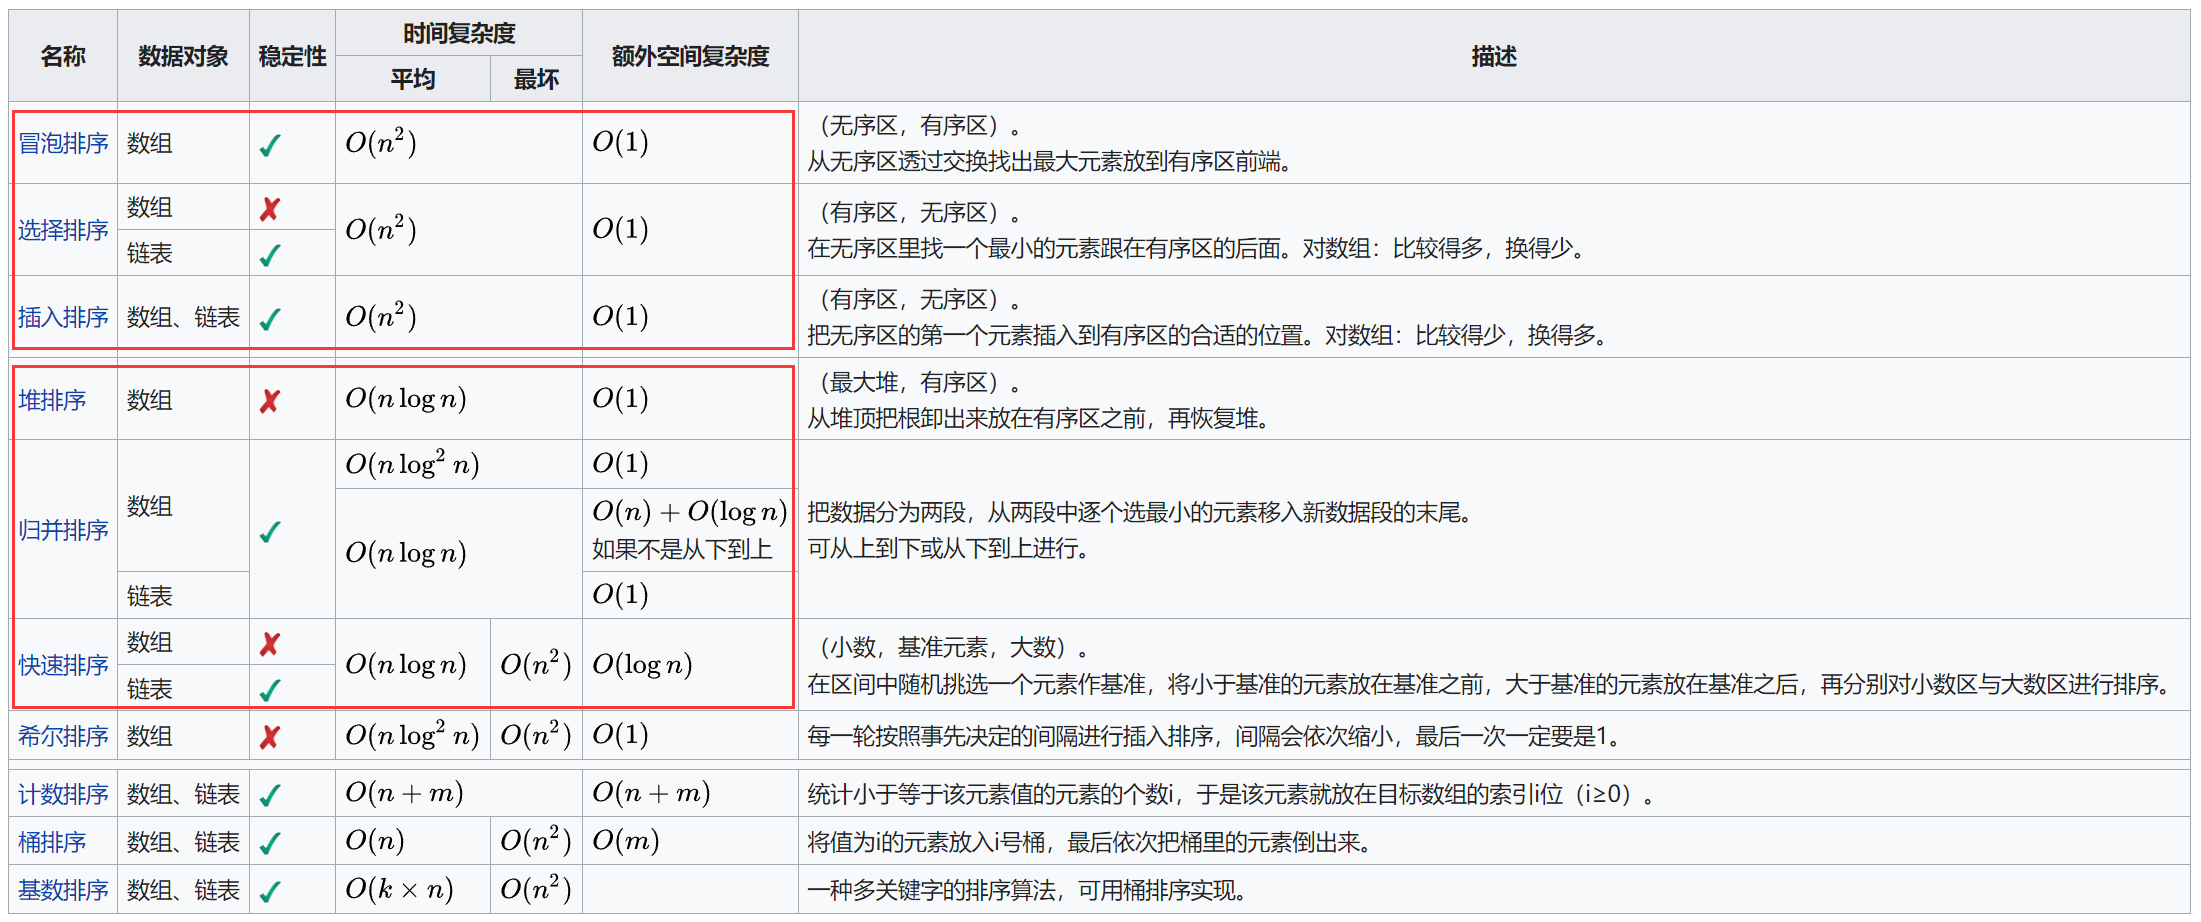 名称 数据对象 稳定性 时间复杂度 额外空间复杂度 描述
平均 最坏
冒泡排序 数组 ✓ O(n²) O(1) （无序区，有序区）。
从无序区透过交换找出最大元素放到有序区前端。
选择排序 数组 ✗ O(n²) O(1) （有序区，无序区）。
链表 ✓ 在无序区里找一个最小的元素跟在有序区的后面。对数组：比较得多，换得少。
插入排序 数组、链表 ✓ O(n²) O(1) （有序区，无序区）。
把无序区的第一个元素插入到有序区的合适的位置。对数组：比较得少，换得多。
堆排序 数组 ✗ O(n log n) O(1) （最大堆，有序区）。
从堆顶把根卸出来放在有序区之前，再恢复堆。
归并排序 数组 ✓ O(n log² n) O(1)
O(n log n) O(n) + O(log n) 把数据分为两段，从两段中逐个选最小的元素移入新数据段的末尾。
如果不是从下到上 可从上到下或从下到上进行。
链表 O(1)
快速排序 数组 ✗ O(n log n) O(n²) O(log n) （小数，基准元素，大数）。
链表 ✓ 在区间中随机挑选一个元素作基准，将小于基准的元素放在基准之前，大于基准的元素放在基准之后，再分别对小数区与大数区进行排序。
希尔排序 数组 ✗ O(n log² n) O(n²) O(1) 每一轮按照事先决定的间隔进行插入排序，间隔会依次缩小，最后一次一定要是1。
计数排序 数组、链表 ✓ O(n + m) O(n + m) 统计小于等于该元素值的元素的个数i，于是该元素就放在目标数组的索引i位（i≥0）。
桶排序 数组、链表 ✓ O(n) O(n²) O(m) 将值为i的元素放入i号桶，最后依次把桶里的元素倒出来。
基数排序 数组、链表 ✓ O(k × n) O(n²) 一种多关键字的排序算法，可用桶排序实现。